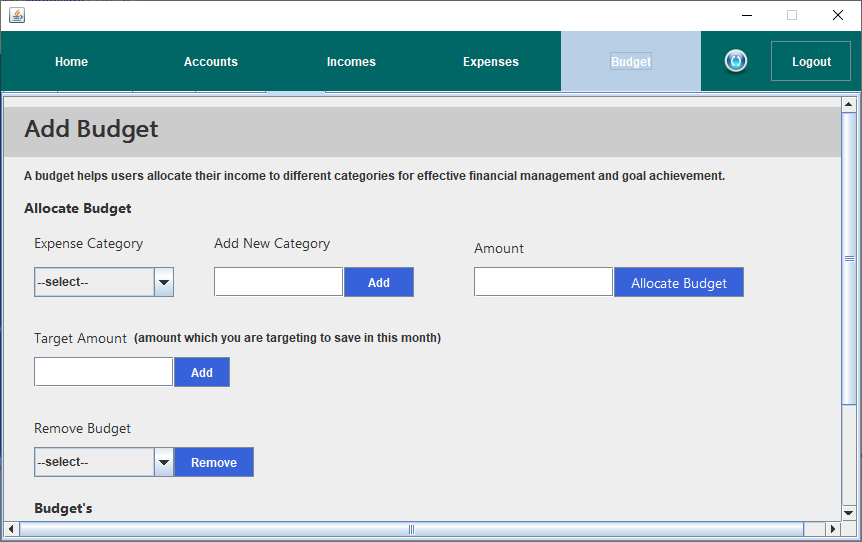 Home Accounts Incomes Expenses Budget Logout
Add Budget
A budget helps users allocate their income to different categories for effective financial management and goal achievement.
Allocate Budget
Expense Category Add New Category Amount
--select-- Add Allocate Budget
Target Amount (amount which you are targeting to save in this month)
Add
Remove Budget
--select-- Remove
Budget's